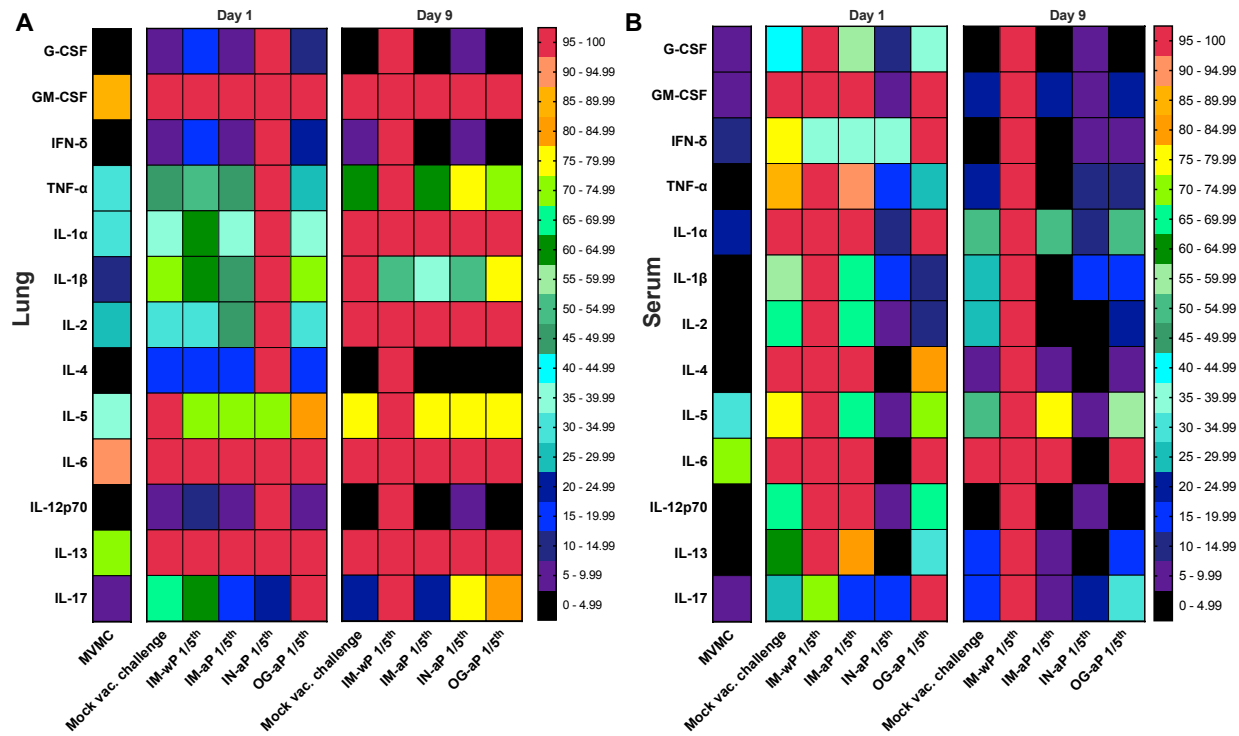 A
Day 1
Day 9
Lung
G-CSF
GM-CSF
IFN-δ
TNF-α
IL-1α
IL-1β
IL-2
IL-4
IL-5
IL-6
IL-12p70
IL-13
IL-17
MVMC
Mock vac. challenge
IM-wP 1/5th
IM-aP 1/5th
IN-aP 1/5th
OG-aP 1/5th
Mock vac. challenge
IM-wP 1/5th
IM-aP 1/5th
IN-aP 1/5th
OG-aP 1/5th
95 - 100
90 - 94.99
85 - 89.99
80 - 84.99
75 - 79.99
70 - 74.99
65 - 69.99
60 - 64.99
55 - 59.99
50 - 54.99
45 - 49.99
40 - 44.99
35 - 39.99
30 - 34.99
25 - 29.99
20 - 24.99
15 - 19.99
10 - 14.99
5 - 9.99
0 - 4.99
B
Day 1
Day 9
Serum
G-CSF
GM-CSF
IFN-δ
TNF-α
IL-1α
IL-1β
IL-2
IL-4
IL-5
IL-6
IL-12p70
IL-13
IL-17
MVMC
Mock vac. challenge
IM-wP 1/5th
IM-aP 1/5th
IN-aP 1/5th
OG-aP 1/5th
Mock vac. challenge
IM-wP 1/5th
IM-aP 1/5th
IN-aP 1/5th
OG-aP 1/5th
95 - 100
90 - 94.99
85 - 89.99
80 - 84.99
75 - 79.99
70 - 74.99
65 - 69.99
60 - 64.99
55 - 59.99
50 - 54.99
45 - 49.99
40 - 44.99
35 - 39.99
30 - 34.99
25 - 29.99
20 - 24.99
15 - 19.99
10 - 14.99
5 - 9.99
0 - 4.99